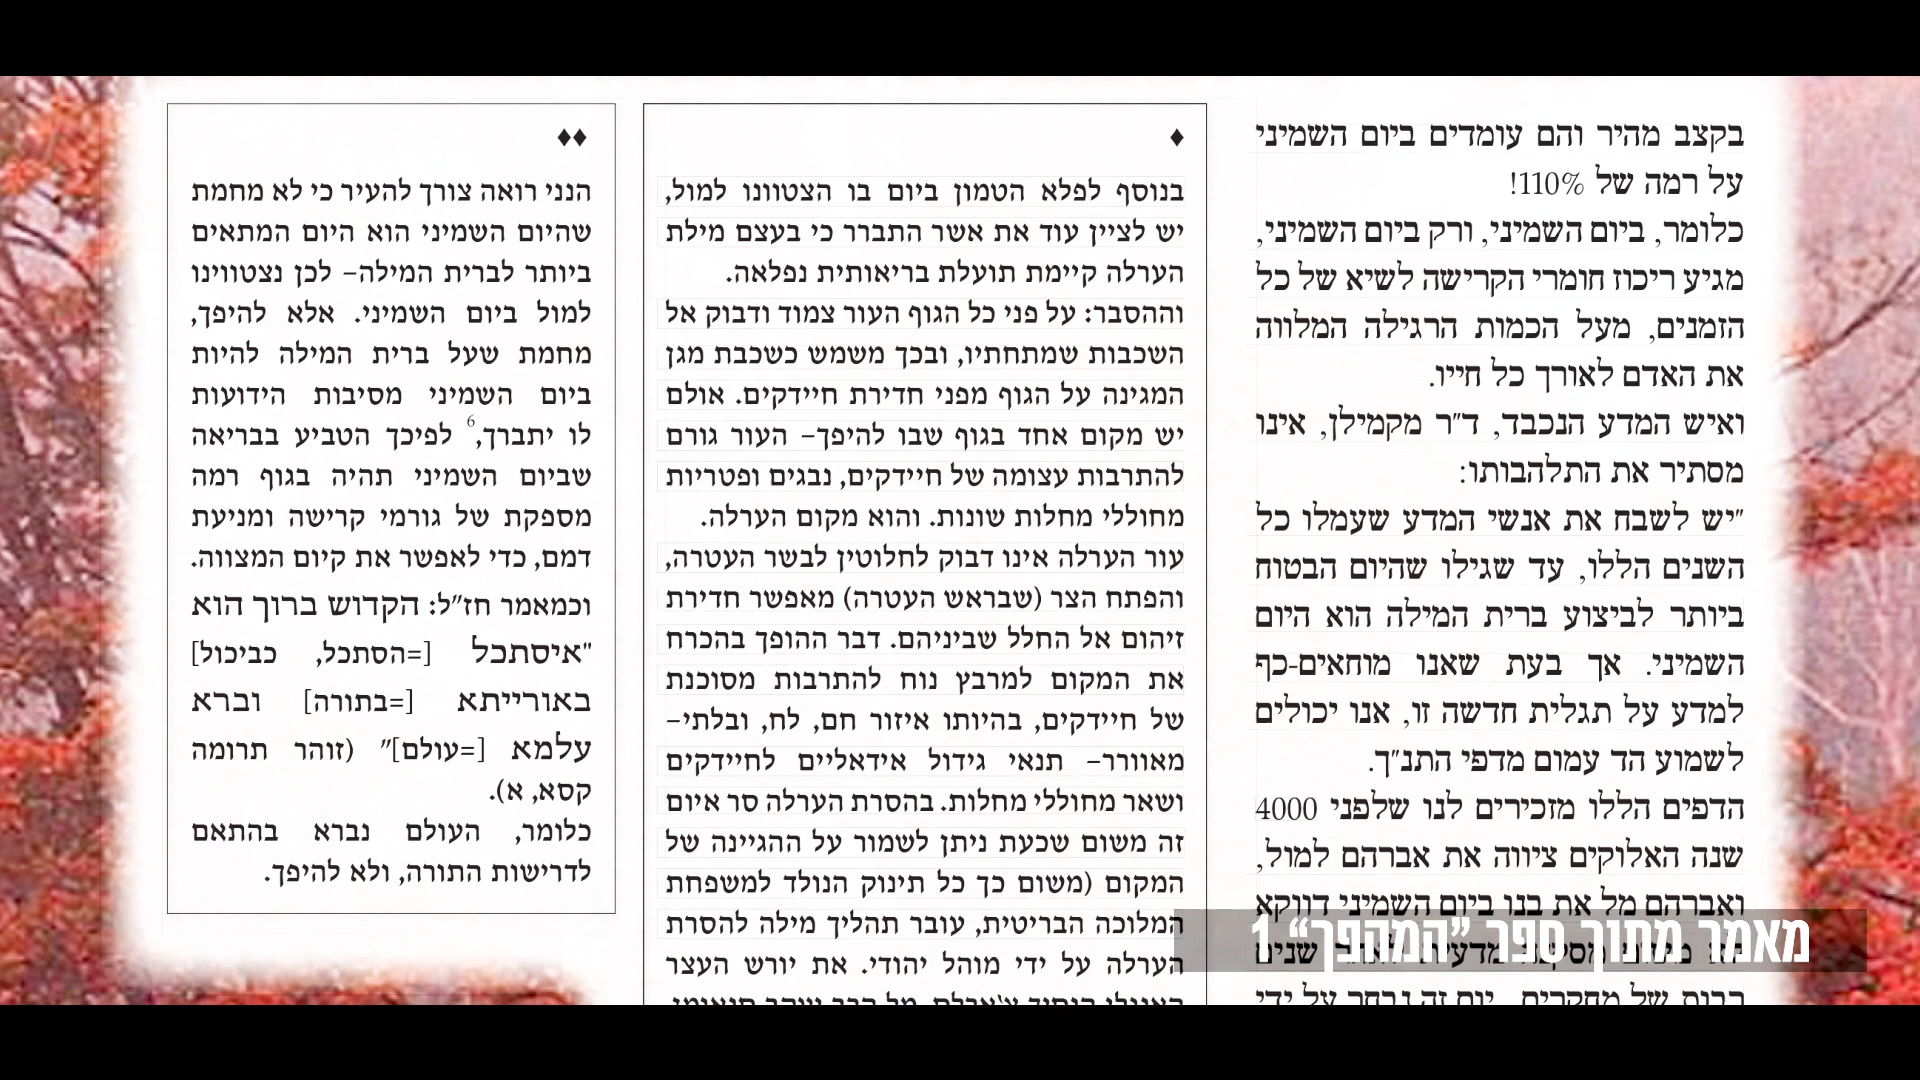 בקצב מהיר והם עומדים ביום השמיני
על רמה של 110%!
כלומר, ביום השמיני, ורק ביום השמיני,
מגיע ריכוז חומרי הקרישה לשיא של כל
הזמנים, מעל הכמות הרגילה המלווה
את האדם לאורך כל חייו.
ואיש המדע הנכבד, ד״ר מקמילן, אינו
מסתיר את התלהבותו:
״יש לשבח את אנשי המדע שעמלו כל
השנים הללו, עד שגילו שהיום הבטוח
ביותר לביצוע ברית המילה הוא היום
השמיני. אך בעת שאנו מוחאים-כף
למדע על תגלית חדשה זו, אנו יכולים
לשמוע הד עמום מדפי התנ״ך.
הדפים הללו מזכירים לנו שלפני 4000
שנה האלוקים ציווה את אברהם למול,
ואברהם מל את בנו ביום השמיני דווקא
שנים
רבות של מחקרים. יום זה נבחר על ידי
♦
בנוסף לפלא הטמון ביום בו הצטוונו למול,
יש לציין עוד את אשר התברר כי בעצם מילת
הערלה קיימת תועלת בריאותית נפלאה.
וההסבר: על פני כל הגוף העור צמוד ודבוק אל
השכבות שמתחתיו, ובכך משמש כשכבת מגן
המגינה על הגוף מפני חדירת חיידקים. אולם
יש מקום אחד בגוף שבו להיפך– העור גורם
להתרבות עצומה של חיידקים, נבגים ופטריות
מחוללי מחלות שונות. והוא מקום הערלה.
עור הערלה אינו דבוק לחלוטין לבשר העטרה,
והפתח הצר (שבראש העטרה) מאפשר חדירת
זיהום אל החלל שביניהם. דבר ההופך בהכרח
את המקום למרבץ נוח להתרבות מסוכנת
של חיידקים, בהיותו איזור חם, לח, ובלתי–
מאוורר– תנאי גידול אידאליים לחיידקים
ושאר מחוללי מחלות. בהסרת הערלה סר איום
זה משום שכעת ניתן לשמור על ההגיינה של
המקום (משום כך כל תינוק הנולד למשפחת
המלוכה הבריטית, עובר תהליך מילה להסרת
הערלה על ידי מוהל יהודי. את יורש העצר
♦♦
הנני רואה צורך להעיר כי לא מחמת
שהיום השמיני הוא היום המתאים
ביותר לברית המילה– לכן נצטווינו
למול ביום השמיני. אלא להיפך,
מחמת שעל ברית המילה להיות
ביום השמיני מסיבות הידועות
לו יתברך,6 לפיכך הטביע בבריאה
שביום השמיני תהיה בגוף רמה
מספקת של גורמי קרישה ומניעת
דמם, כדי לאפשר את קיום המצווה.
וכמאמר חז״ל: הקדוש ברוך הוא
״איסתכל [=הסתכל, כביכול]
באורייתא [=בתורה] וברא
עלמא [=עולם]״ (זוהר תרומה
קסא, א).
כלומר, העולם נברא בהתאם
לדרישות התורה, ולא להיפך.
מאמר מתוך ספר ”המהפך“ 1